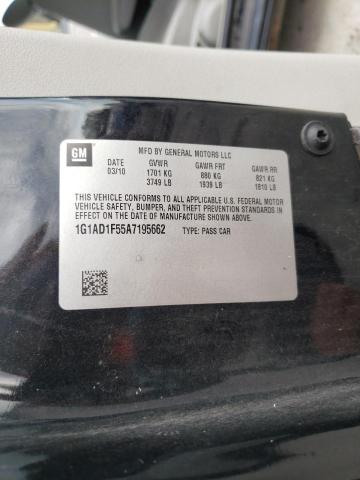 GM
MFD BY GENERAL MOTORS LLC
DATE GVWR GAWR FRT GAWR RR
03/10 1701 KG 880 KG 821 KG
3749 LB 1939 LB 1810 LB
THIS VEHICLE CONFORMS TO ALL APPLICABLE U.S. FEDERAL MOTOR
VEHICLE SAFETY, BUMPER, AND THEFT PREVENTION STANDARDS IN
EFFECT ON THE DATE OF MANUFACTURE SHOWN ABOVE.
1G1AD1F55A7195662 TYPE: PASS CAR